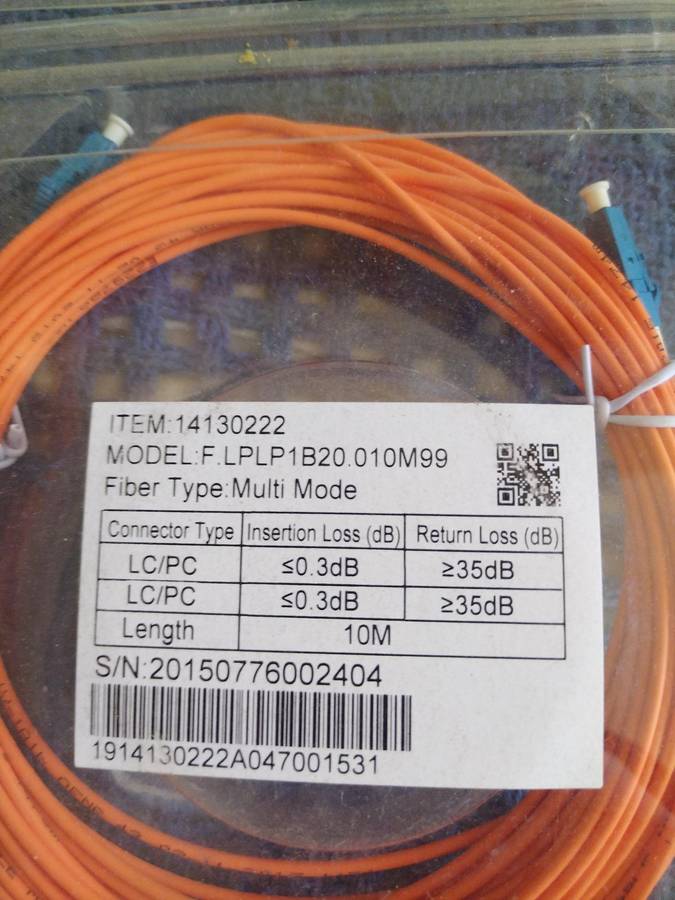 ITEM:14130222
MODEL:F.LPLP1B20.010M99
Fiber Type:Multi Mode
Connector Type Insertion Loss (dB) Return Loss (dB)
LC/PC ≤0.3dB ≥35dB
LC/PC ≤0.3dB ≥35dB
Length 10M
S/N:20150776002404
1914130222A047001531